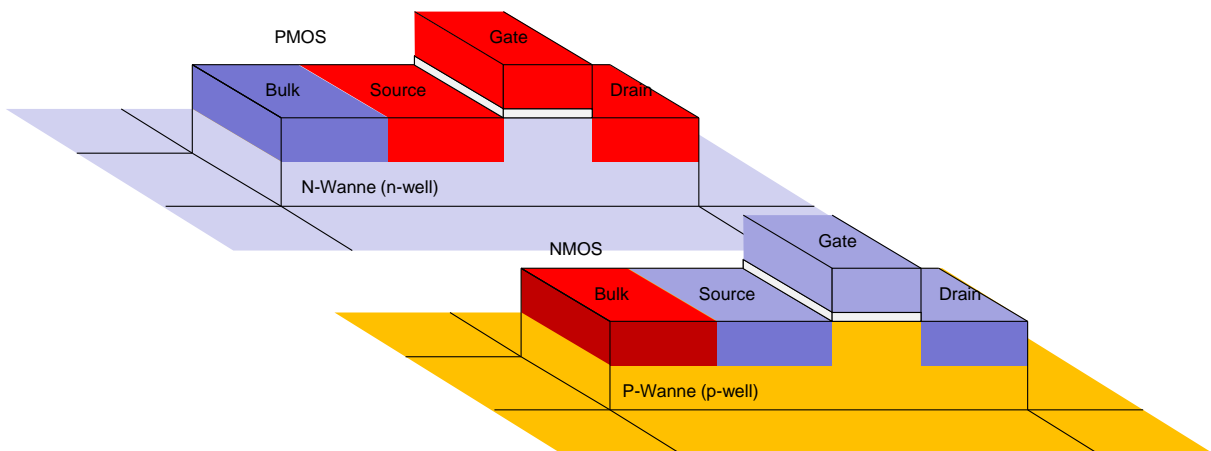 PMOS
Gate
Bulk
Source
Drain
N-Wanne (n-well)
NMOS
Gate
Bulk
Source
Drain
P-Wanne (p-well)